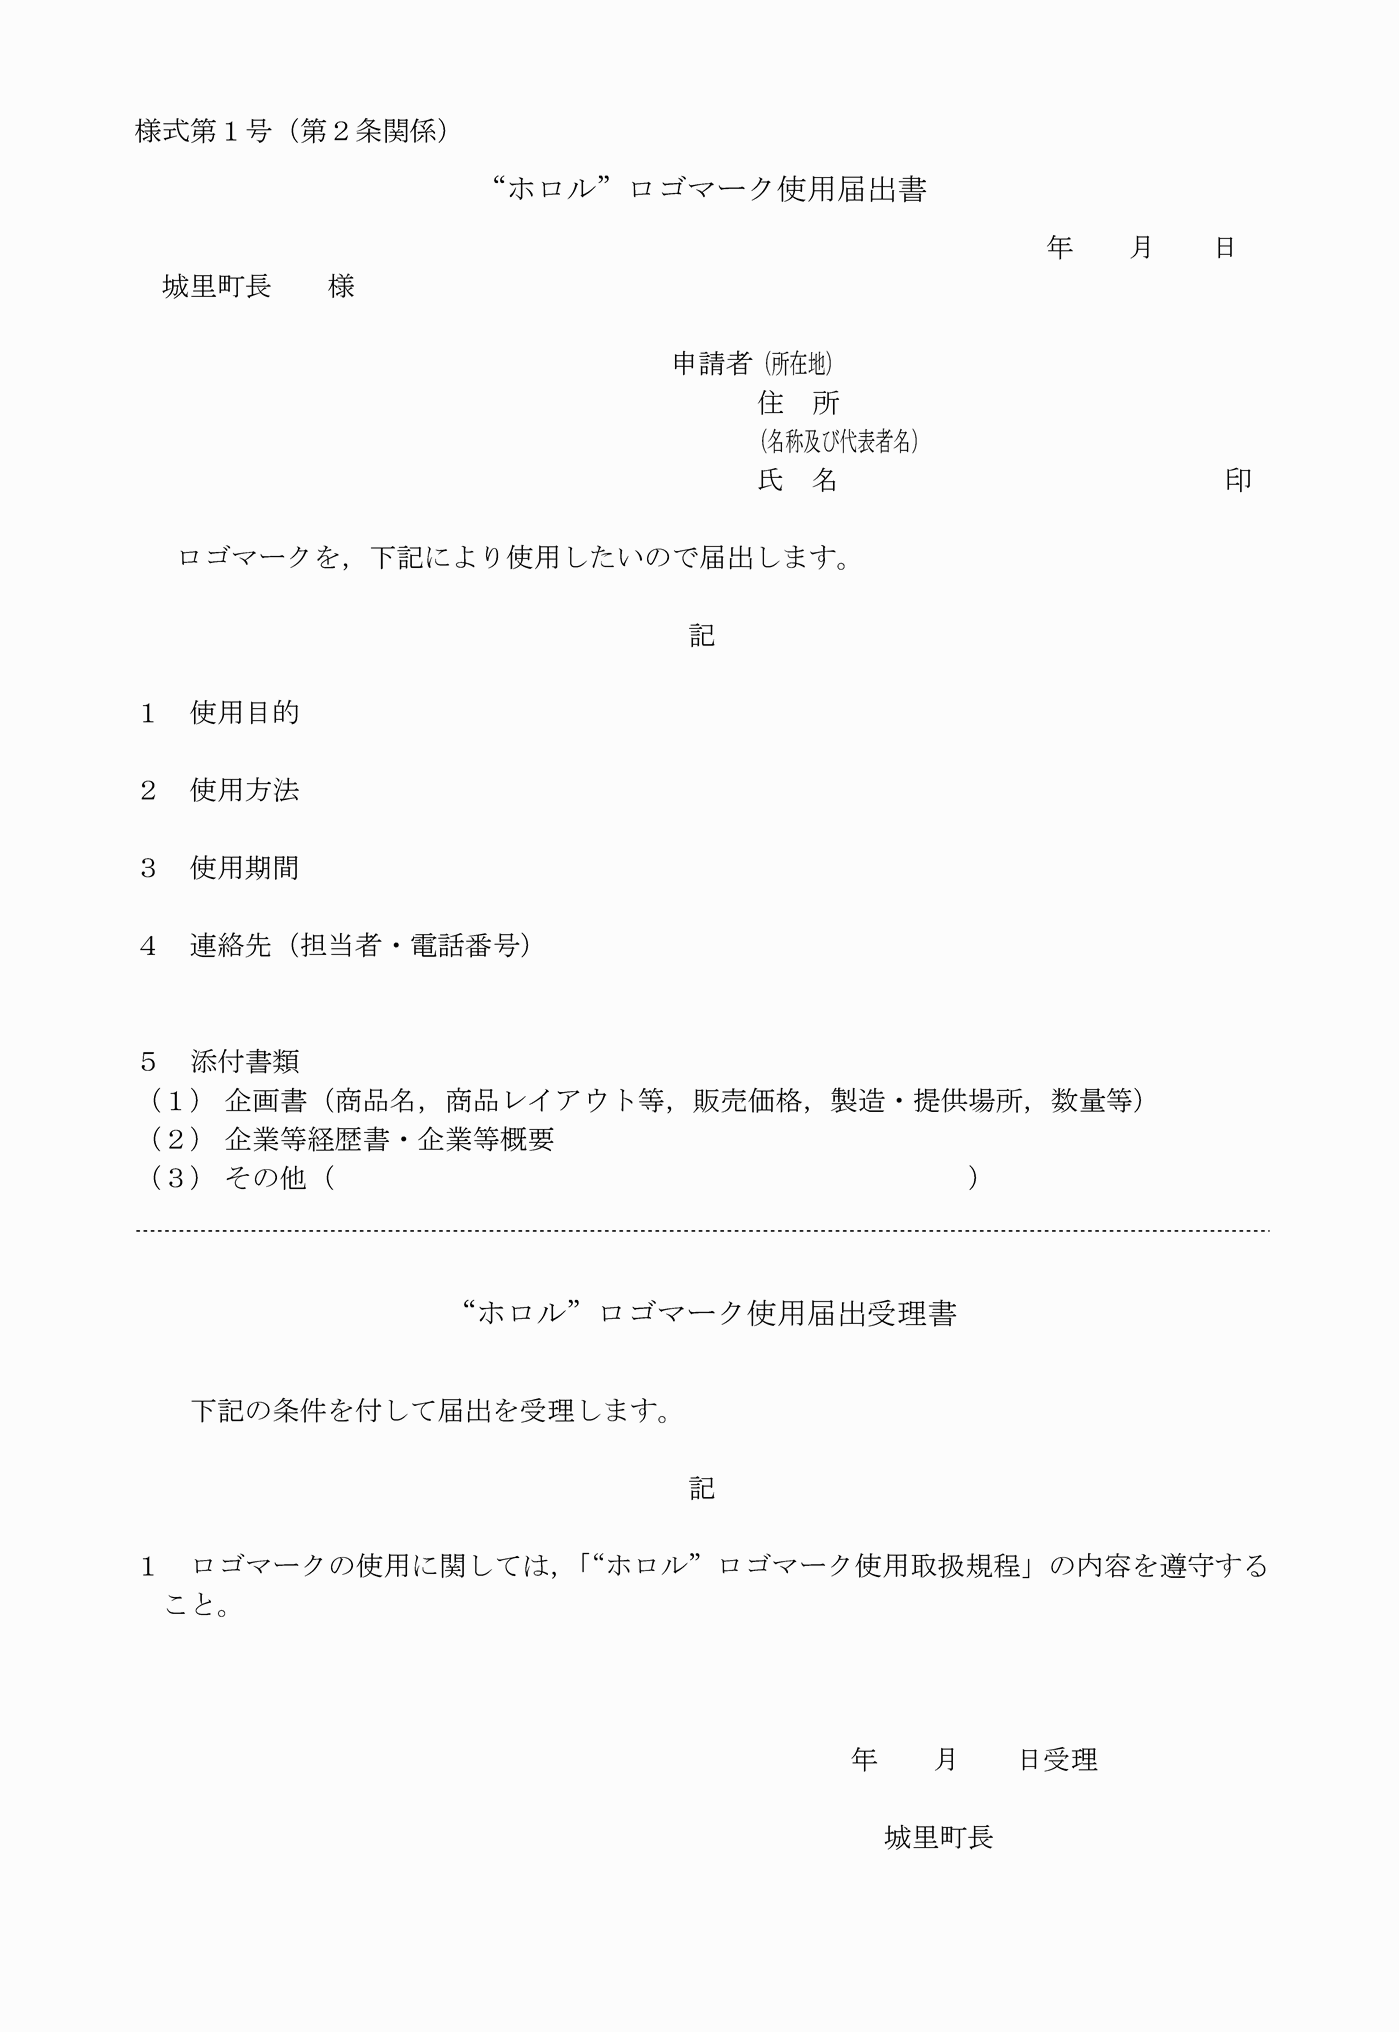 様式第１号（第２条関係）
“ホロル”ロゴマーク使用届出書
年　　月　　日
城里町長　　様
申請者（所在地）
住　所
（名称及び代表者名）
氏　名　　　　　　　　　　　　　　印
ロゴマークを，下記により使用したいので届出します。
記
１　使用目的
２　使用方法
３　使用期間
４　連絡先（担当者・電話番号）
５　添付書類
（１） 企画書（商品名，商品レイアウト等，販売価格，製造・提供場所，数量等）
（２） 企業等経歴書・企業等概要
（３） その他（　　　　　　　　　　　　　　　　　　　　　　　）
“ホロル”ロゴマーク使用届出受理書
下記の条件を付して届出を受理します。
記
１　ロゴマークの使用に関しては，「“ホロル”ロゴマーク使用取扱規程」の内容を遵守する
こと。
年　　月　　日受理
城里町長